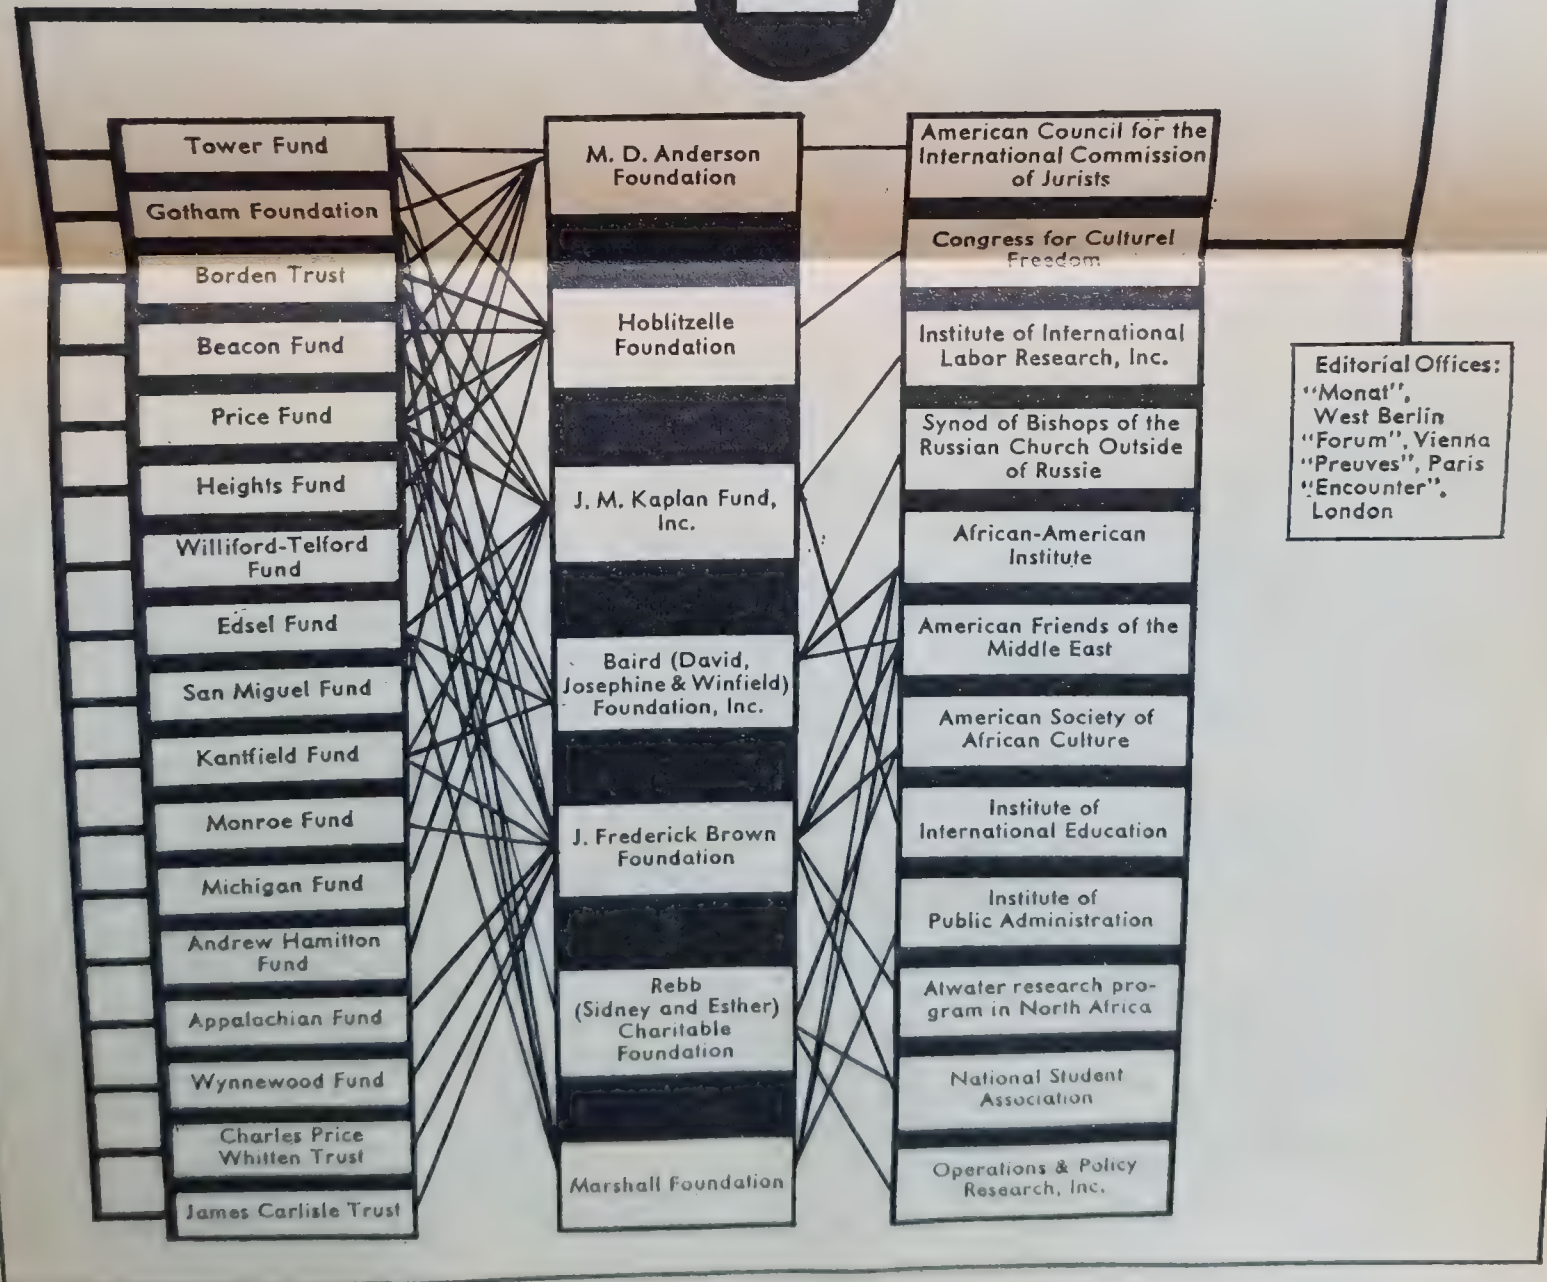 Tower Fund
Gotham Foundation
Borden Trust
Beacon Fund
Price Fund
Heights Fund
Williford-Telford
Fund
Edsel Fund
San Miguel Fund
Kantfield Fund
Monroe Fund
Michigan Fund
Andrew Hamilton
Fund
Appalachian Fund
Wynnewood Fund
Charles Price
Whitten Trust
James Carlisle Trust
M. D. Anderson
Foundation
Hoblitzelle
Foundation
J. M. Kaplan Fund,
Inc.
Baird (David,
Josephine & Winfield)
Foundation, Inc.
J. Frederick Brown
Foundation
Rebb
(Sidney and Esther)
Charitable
Foundation
Marshall Foundation
American Council for the
International Commission
of Jurists
Congress for Culturel
Freedom
Institute of International
Labor Research, Inc.
Synod of Bishops of the
Russian Church Outside
of Russie
African-American
Institute
American Friends of the
Middle East
American Society of
African Culture
Institute of
International Education
Institute of
Public Administration
Atwater research pro-
gram in North Africa
National Student
Association
Operations & Policy
Research, Inc.
Editorial Offices:
"Monat",
West Berlin
"Forum", Vienna
"Preuves", Paris
"Encounter",
London